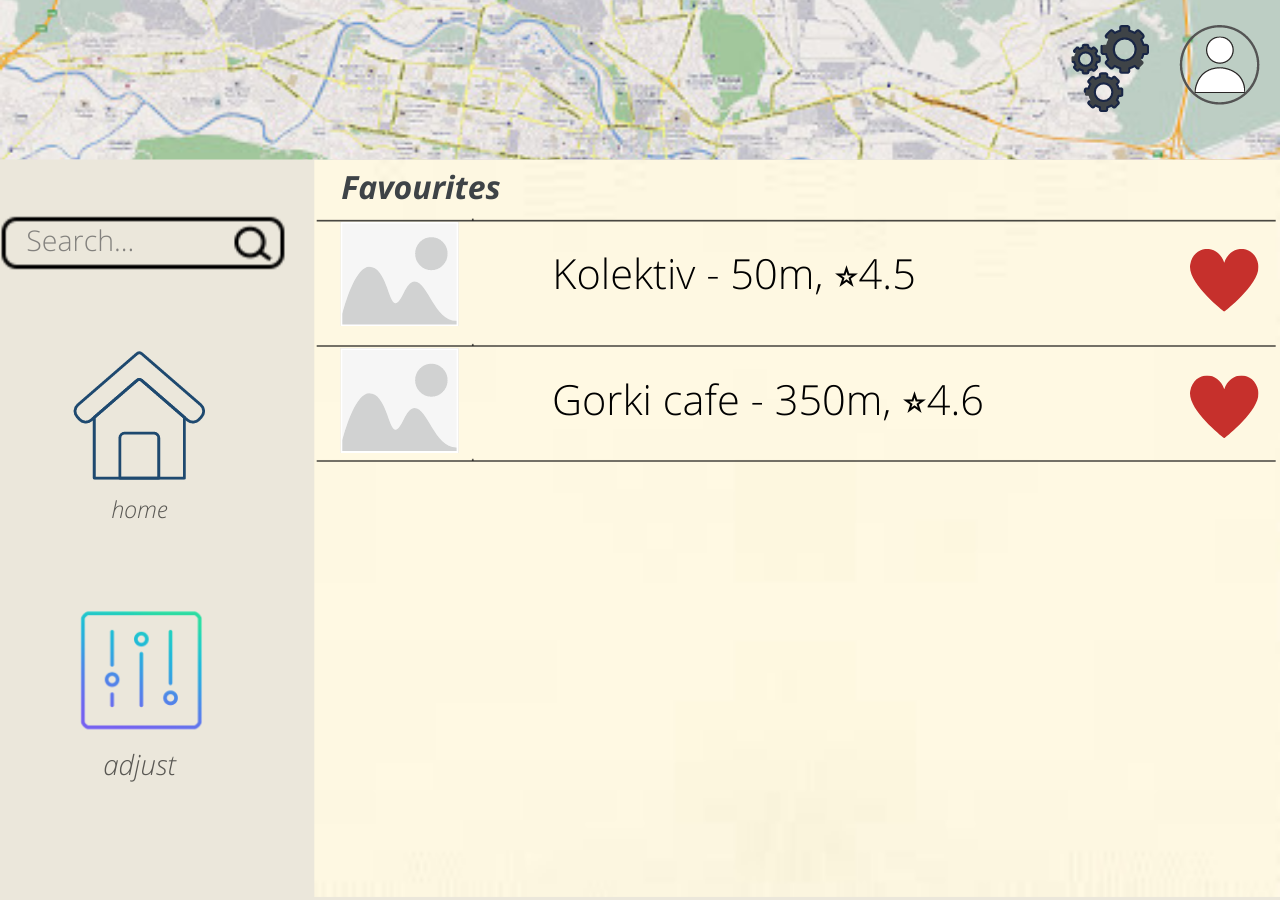 Favourites
Search...
Kolektiv - 50m, ☆4.5
Gorki cafe - 350m, ☆4.6
home
adjust